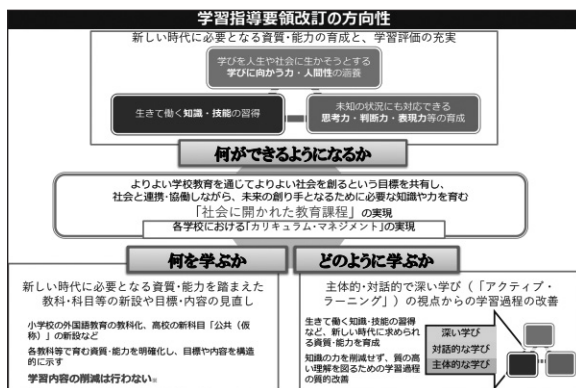 学習指導要領改訂の方向性
新しい時代に必要となる資質・能力の育成と、学習評価の充実
学びを人生や社会に生かそうとする
学びに向かう力・人間性の涵養
生きて働く知識・技能の習得
未知の状況にも対応できる
思考力・判断力・表現力等の育成
何ができるようになるか
よりよい学校教育を通じてよりよい社会を創るという目標を共有し、
社会と連携・協働しながら、未来の創り手となるために必要な知識や力を育む
「社会に開かれた教育課程」の実現
各学校における「カリキュラム・マネジメント」の実現
何を学ぶか
新しい時代に必要となる資質・能力を踏まえた
教科・科目等の新設や目標・内容の見直し
小学校の外国語教育の教科化、高校の新科目「公共（仮
称）」の新設など
各教科等で育む資質・能力を明確化し、目標や内容を構造
的に示す
学習内容の削減は行わない※
どのように学ぶか
主体的・対話的で深い学び（「アクティブ・
ラーニング」）の視点からの学習過程の改善
生きて働く知識・技能の習得
など、新しい時代に求められ
る資質・能力を育成
知識の力を削減せず、質の高
い理解を図るための学習過程
の質的改善
深い学び
対話的な学び
主体的な学び